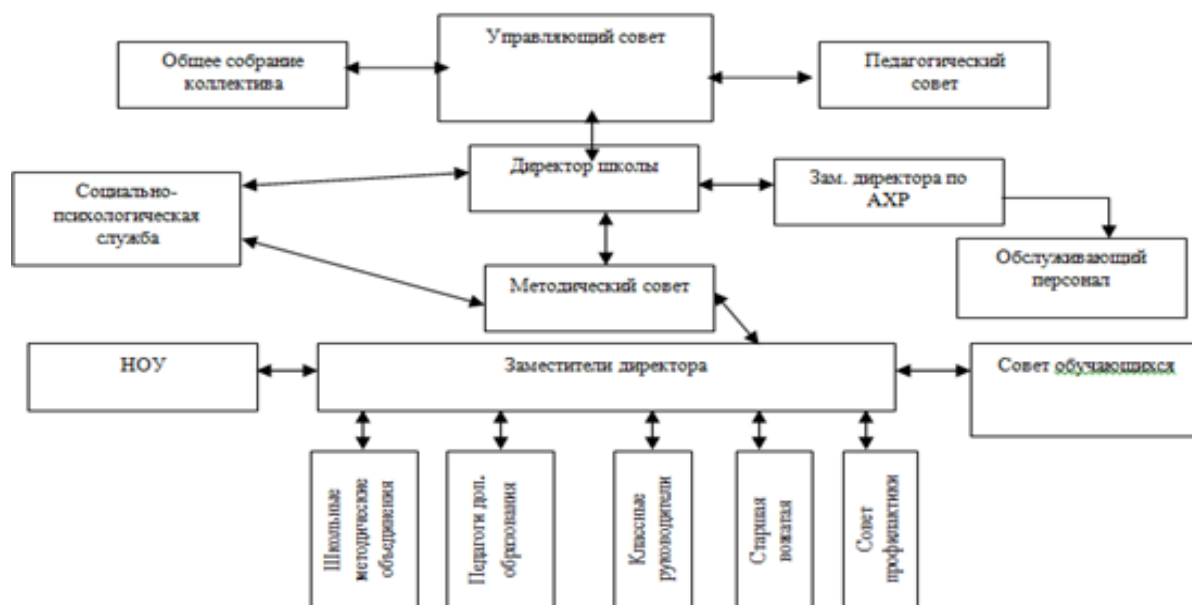 Управляющий совет
Общее собрание
коллектива
Педагогический
совет
Директор школы
Социально-
психологическая
служба
Зам. директора по
АХР
Обслуживающий
персонал
Методический совет
НОУ
Заместители директора
Совет обучающихся
Школьные
методические
объединения
Педагоги доп.
образования
Классные
руководители
Старшая
вожатая
Совет
профилактики